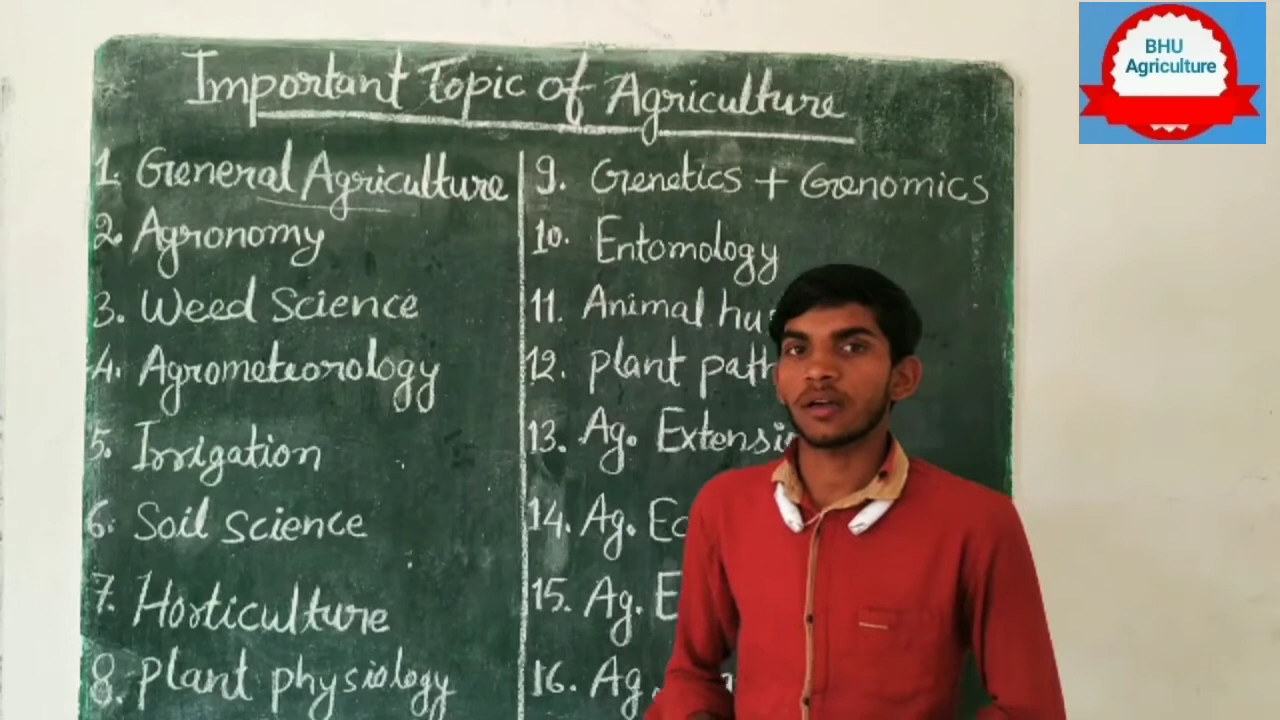 Important Topic of Agriculture
1. General Agriculture
2. Agronomy
3. Weed Science
4. Agrometeorology
5. Irrigation
6. Soil Science
7. Horticulture
8. Plant physiology
9. Genetics + Genomics
10. Entomology
11. Animal hu
12. plant path
13. Ag. Extensi
14. Ag. Ec
15. Ag. E
16. Ag.
BHU
Agriculture